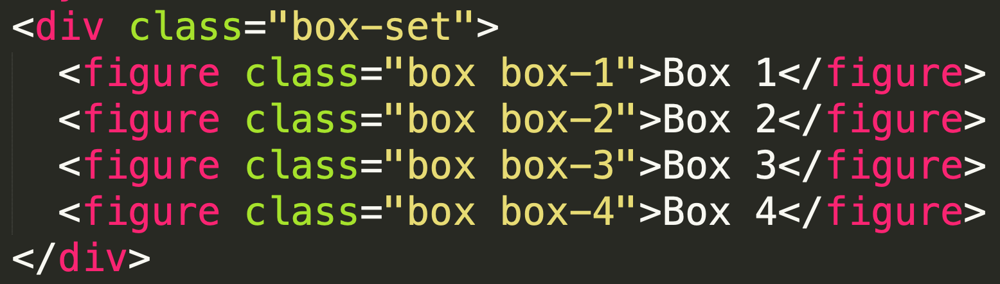 <div class="box-set">
  <figure class="box box-1">Box 1</figure>
  <figure class="box box-2">Box 2</figure>
  <figure class="box box-3">Box 3</figure>
  <figure class="box box-4">Box 4</figure>
</div>